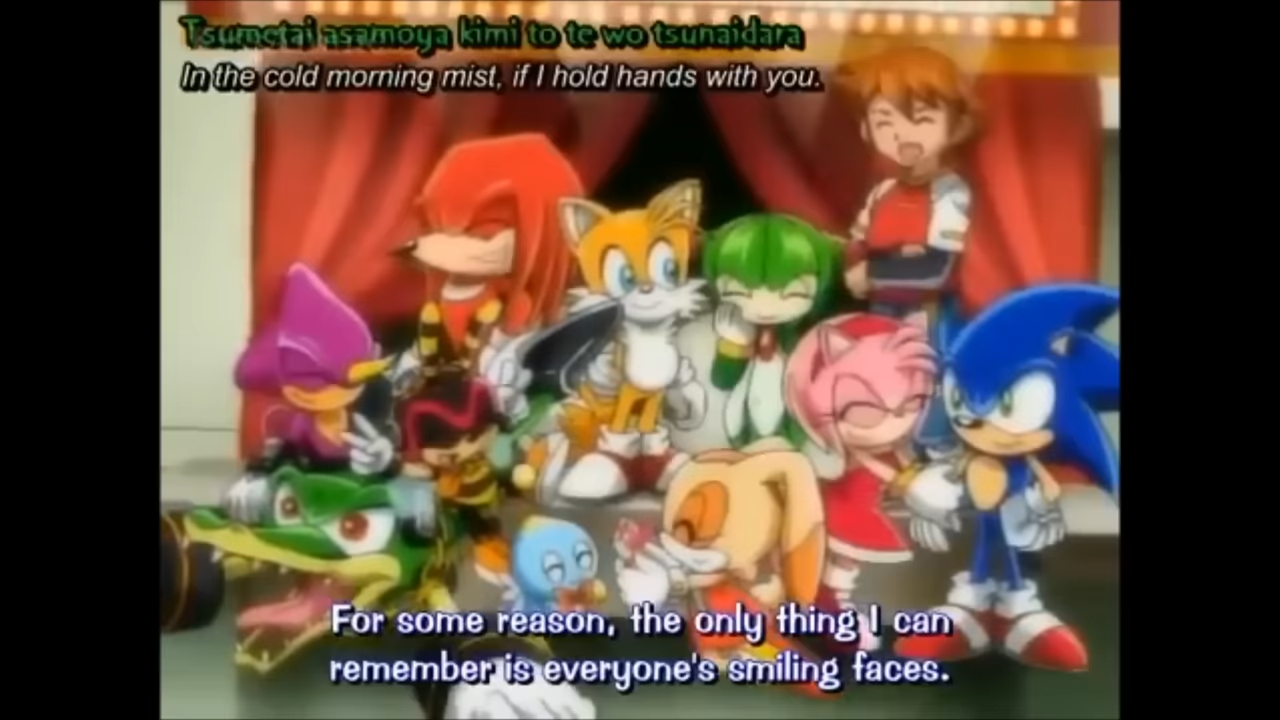 Tsumetai asamoya kimi to te wo tsunaidara
In the cold morning mist, if I hold hands with you.
For some reason, the only thing I can
remember is everyone's smiling faces.